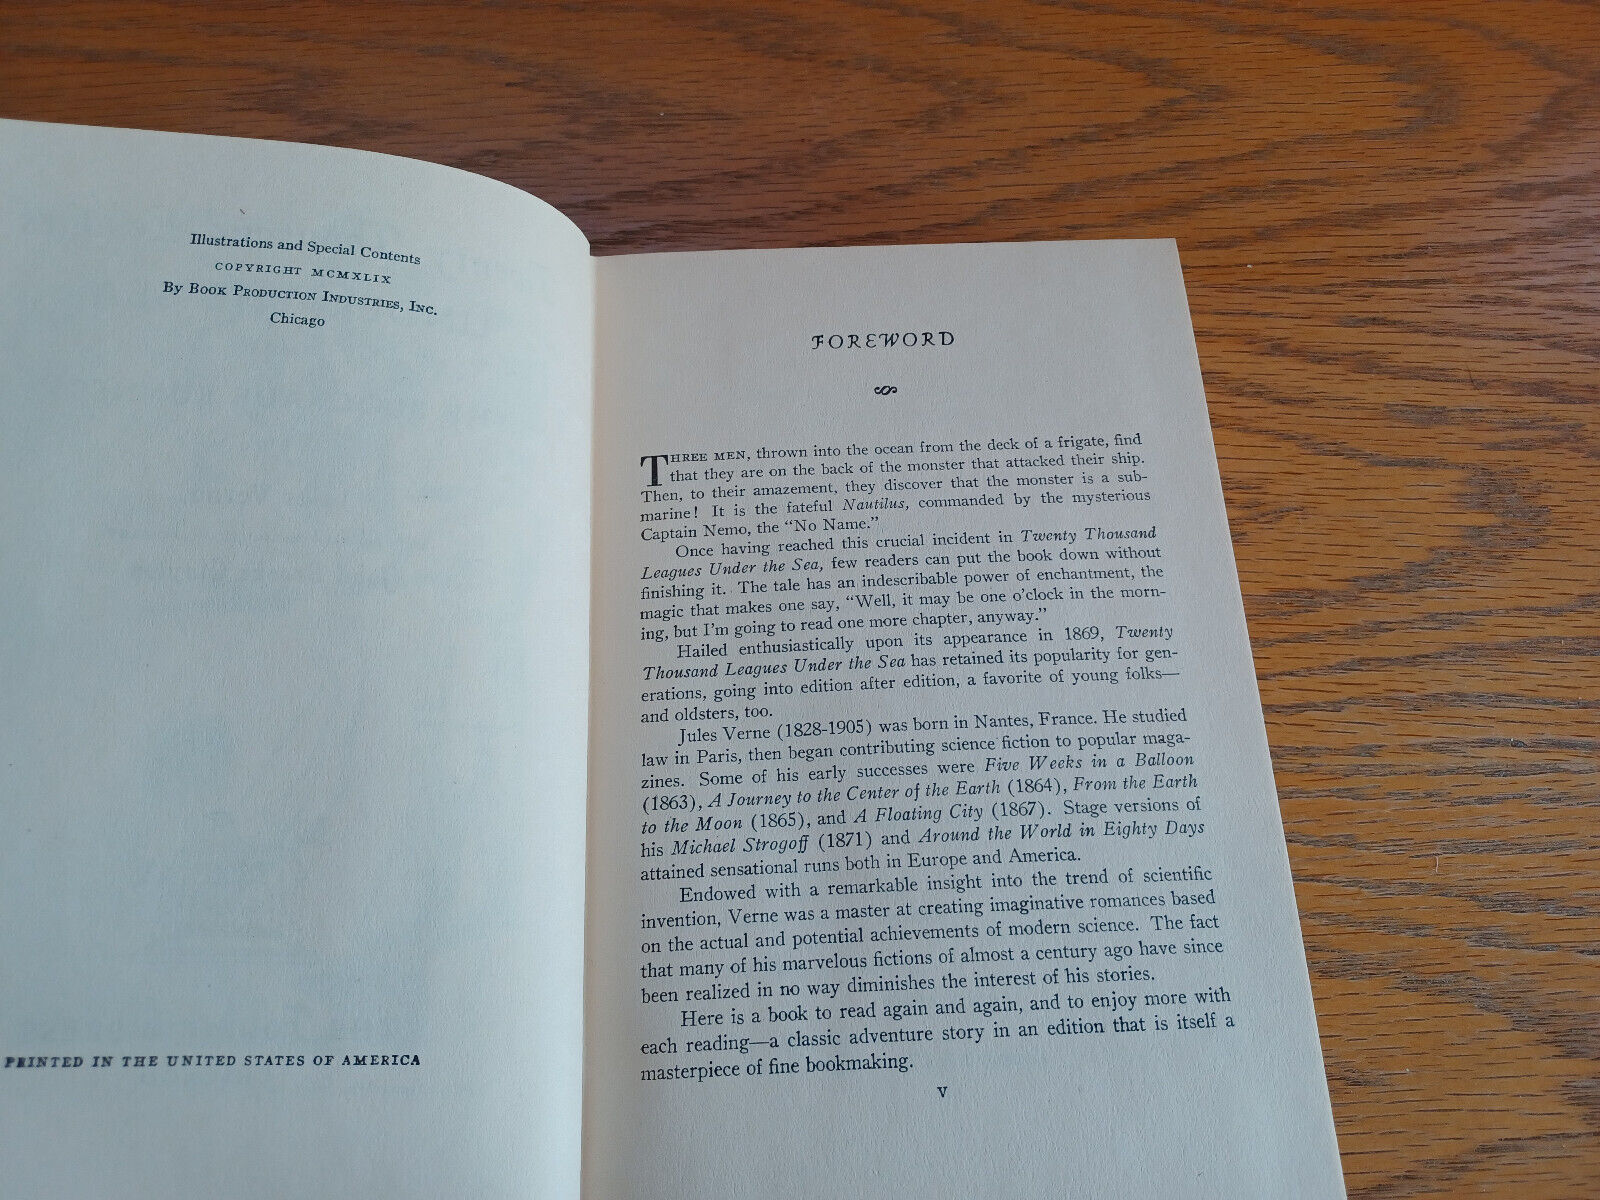 Illustrations and Special Contents
COPYRIGHT MCMXLIX
By BOOK PRODUCTION INDUSTRIES, INC.
Chicago
PRINTED IN THE UNITED STATES OF AMERICA
FOREWORD
THREE MEN, thrown into the ocean from the deck of a frigate, find
that they are on the back of the monster that attacked their ship.
Then, to their amazement, they discover that the monster is a sub-
marine! It is the fateful Nautilus, commanded by the mysterious
Captain Nemo, the "No Name."
Once having reached this crucial incident in Twenty Thousand
Leagues Under the Sea, few readers can put the book down without
finishing it. The tale has an indescribable power of enchantment, the
magic that makes one say, "Well, it may be one o'clock in the morn-
ing, but I'm going to read one more chapter, anyway."
Hailed enthusiastically upon its appearance in 1869, Twenty
Thousand Leagues Under the Sea has retained its popularity for gen-
erations, going into edition after edition, a favorite of young folks—
and oldsters, too.
Jules Verne (1828-1905) was born in Nantes, France. He studied
law in Paris, then began contributing science fiction to popular maga-
zines. Some of his early successes were Five Weeks in a Balloon
(1863), A Journey to the Center of the Earth (1864), From the Earth
to the Moon (1865), and A Floating City (1867). Stage versions of
his Michael Strogoff (1871) and Around the World in Eighty Days
attained sensational runs both in Europe and America.
Endowed with a remarkable insight into the trend of scientific
invention, Verne was a master at creating imaginative romances based
on the actual and potential achievements of modern science. The fact
that many of his marvelous fictions of almost a century ago have since
been realized in no way diminishes the interest of his stories.
Here is a book to read again and again, and to enjoy more with
each reading—a classic adventure story in an edition that is itself a
masterpiece of fine bookmaking.
v